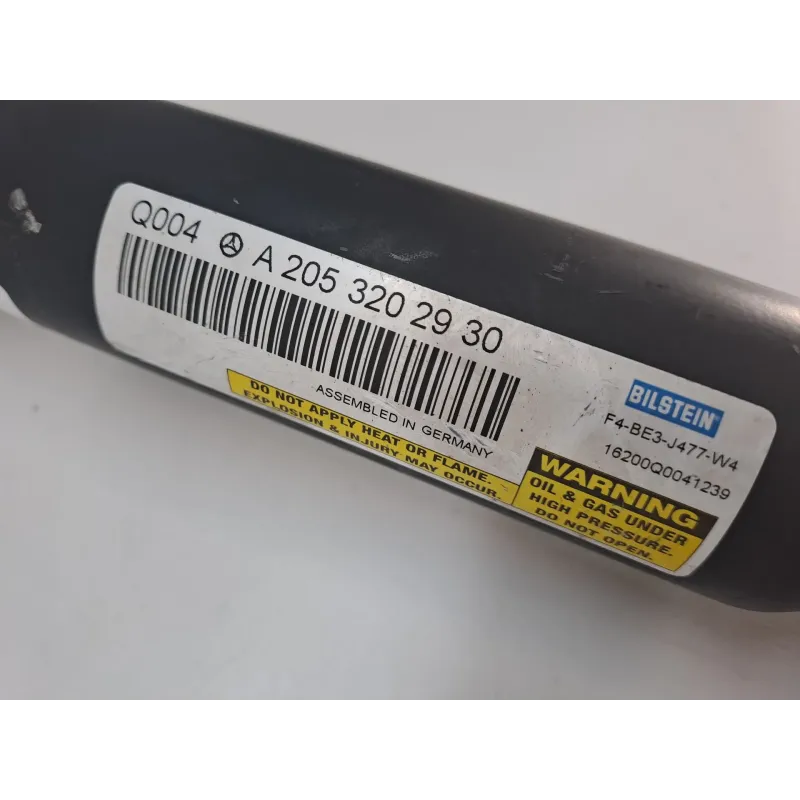 Q004 A 205 320 29 30
ASSEMBLED IN GERMANY
DO NOT APPLY HEAT OR FLAME.
EXPLOSION & INJURY MAY OCCUR.
BILSTEIN
F4-BE3-J477-W4
16200Q0041239
WARNING
OIL & GAS UNDER
HIGH PRESSURE.
DO NOT OPEN.